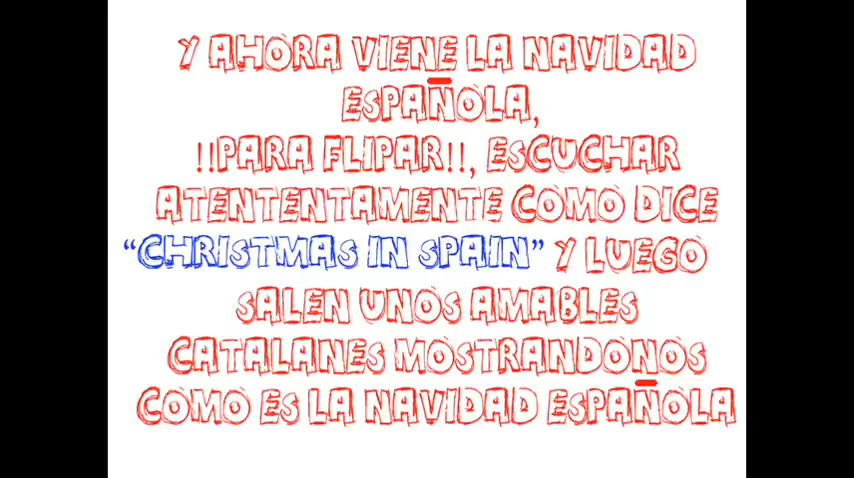 Y AHORA VIENE LA NAVIDAD
ESPAÑOLA,
!!PARA FLIPAR!!, ESCUCHAR
ATENTENTAMENTE COMO DICE
“CHRISTMAS IN SPAIN” Y LUEGO
SALEN UNOS AMABLES
CATALANES MOSTRANDONOS
COMO ES LA NAVIDAD ESPAÑOLA